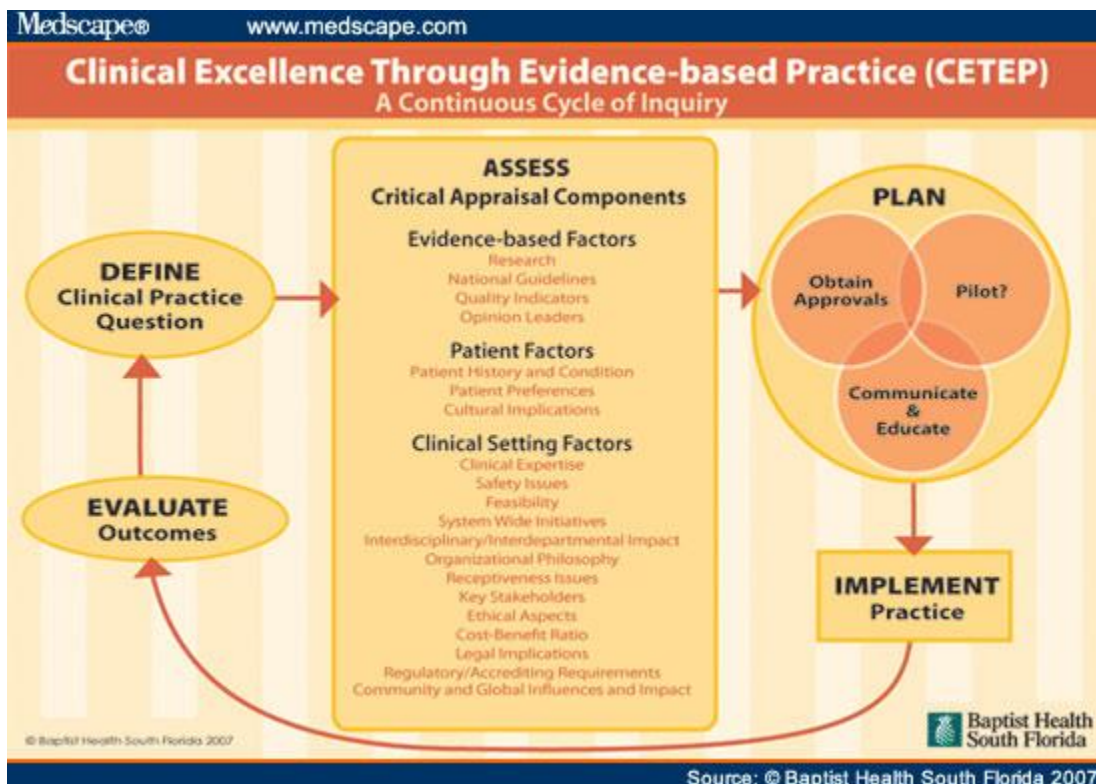 Medscape® www.medscape.com
Clinical Excellence Through Evidence-based Practice (CETEP)
A Continuous Cycle of Inquiry
DEFINE
Clinical Practice
Question
ASSESS
Critical Appraisal Components
Evidence-based Factors
Research
National Guidelines
Quality Indicators
Opinion Leaders
Patient Factors
Patient History and Condition
Patient Preferences
Cultural Implications
Clinical Setting Factors
Clinical Expertise
Safety Issues
Feasibility
System Wide Initiatives
Interdisciplinary/Interdepartmental Impact
Organizational Philosophy
Receptiveness Issues
Key Stakeholders
Ethical Aspects
Cost-Benefit Ratio
Legal Implications
Regulatory/Accrediting Requirements
Community and Global Influences and Impact
PLAN
Obtain
Approvals
Pilot?
Communicate
&
Educate
IMPLEMENT
Practice
EVALUATE
Outcomes
© Baptist Health South Florida 2007
Baptist Health
South Florida
Source: © Baptist Health South Florida 2007